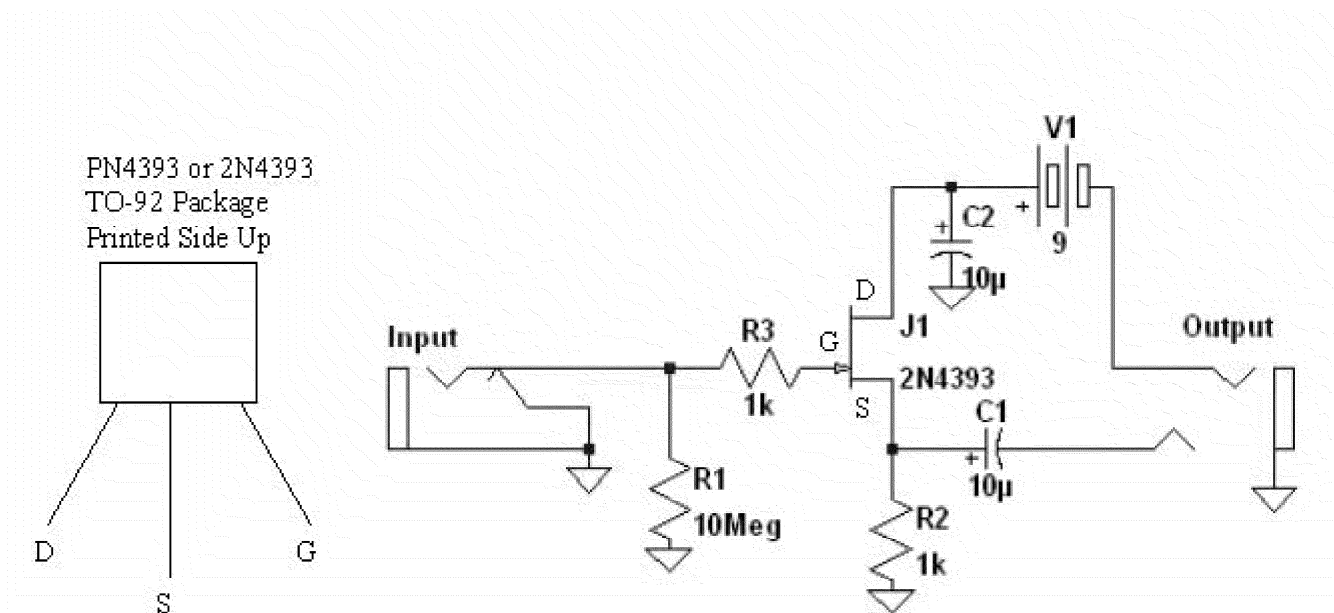 PN4393 or 2N4393
TO-92 Package
Printed Side Up
D
S
G
Input
R3
1k
R1
10Meg
G
D
S
J1
2N4393
C2
+
10µ
V1
+
9
C1
+
10µ
R2
1k
Output